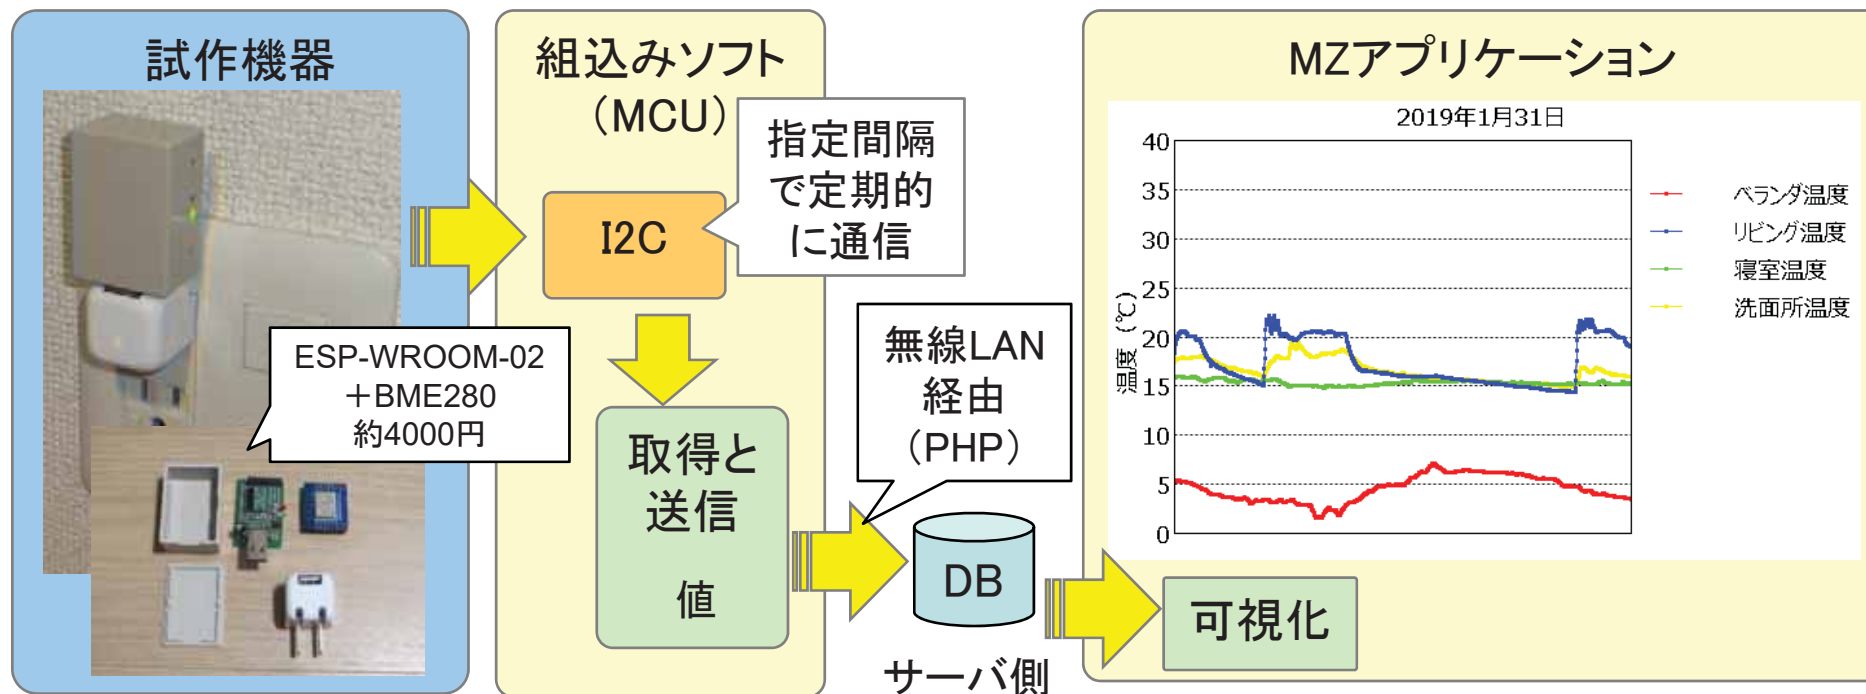 試作機器
ESP-WROOM-02
＋BME280
約4000円
組込みソフト
（MCU）
I2C
指定間隔
で定期的
に通信
取得と
送信
値
無線LAN
経由
（PHP）
DB
サーバ側
MZアプリケーション
2019年1月31日
温度（℃）
40
35
30
25
20
15
10
5
0
ベランダ温度
リビング温度
寝室温度
洗面所温度
可視化